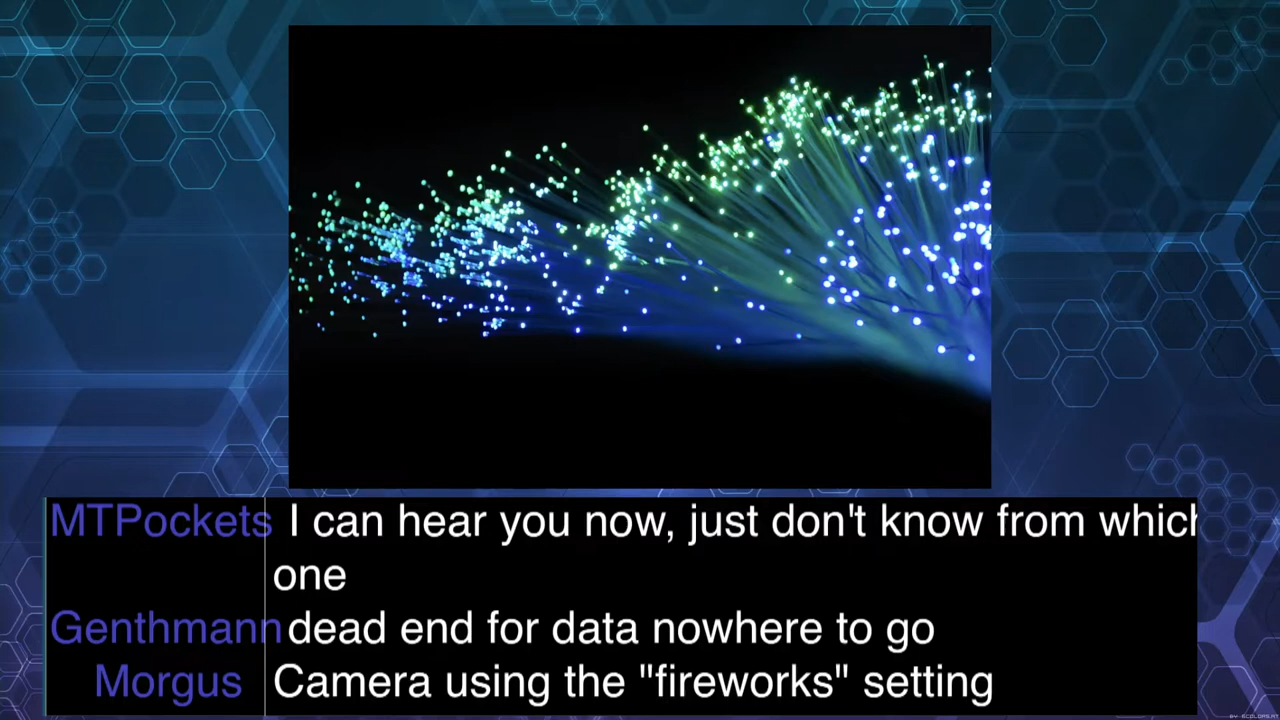 MTPockets I can hear you now, just don't know from which
one
Genthmann dead end for data nowhere to go
Morgus Camera using the "fireworks" setting